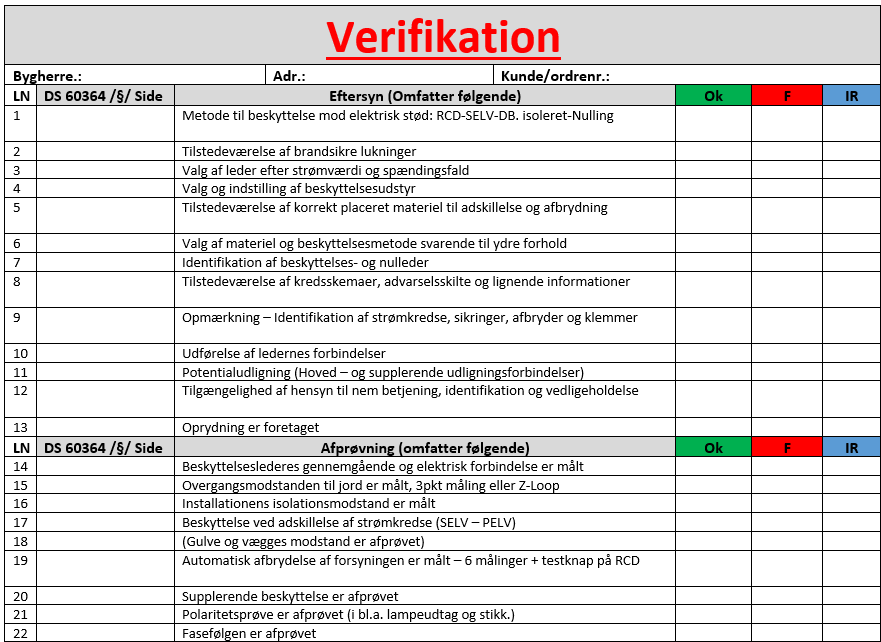 Verifikation
Bygherre.: Adr.: Kunde/ordrenr.:
LN DS 60364 /§/ Side Eftersyn (Omfatter følgende) Ok F IR
1 Metode til beskyttelse mod elektrisk stød: RCD-SELV-DB. isoleret-Nulling
2 Tilstedeværelse af brandsikre lukninger
3 Valg af leder efter strømværdi og spændingsfald
4 Valg og indstilling af beskyttelsesudstyr
5 Tilstedeværelse af korrekt placeret materiel til adskillelse og afbrydning
6 Valg af materiel og beskyttelsesmetode svarende til ydre forhold
7 Identifikation af beskyttelses- og nulleder
8 Tilstedeværelse af kredsskemaer, advarselsskilte og lignende informationer
9 Opmærkning – Identifikation af strømkredse, sikringer, afbryder og klemmer
10 Udførelse af ledernes forbindelser
11 Potentialudligning (Hoved – og supplerende udligningsforbindelser)
12 Tilgængelighed af hensyn til nem betjening, identifikation og vedligeholdelse
13 Oprydning er foretaget
LN DS 60364 /§/ Side Afprøvning (omfatter følgende) Ok F IR
14 Beskyttelseslederes gennemgående og elektrisk forbindelse er målt
15 Overgangsmodstanden til jord er målt, 3pkt måling eller Z-Loop
16 Installationens isolationsmodstand er målt
17 Beskyttelse ved adskillelse af strømkredse (SELV – PELV)
18 (Gulve og vægges modstand er afprøvet)
19 Automatisk afbrydelse af forsyningen er målt – 6 målinger + testknap på RCD
20 Supplerende beskyttelse er afprøvet
21 Polaritetsprøve er afprøvet (i bl.a. lampeudtag og stikk.)
22 Fasefølgen er afprøvet